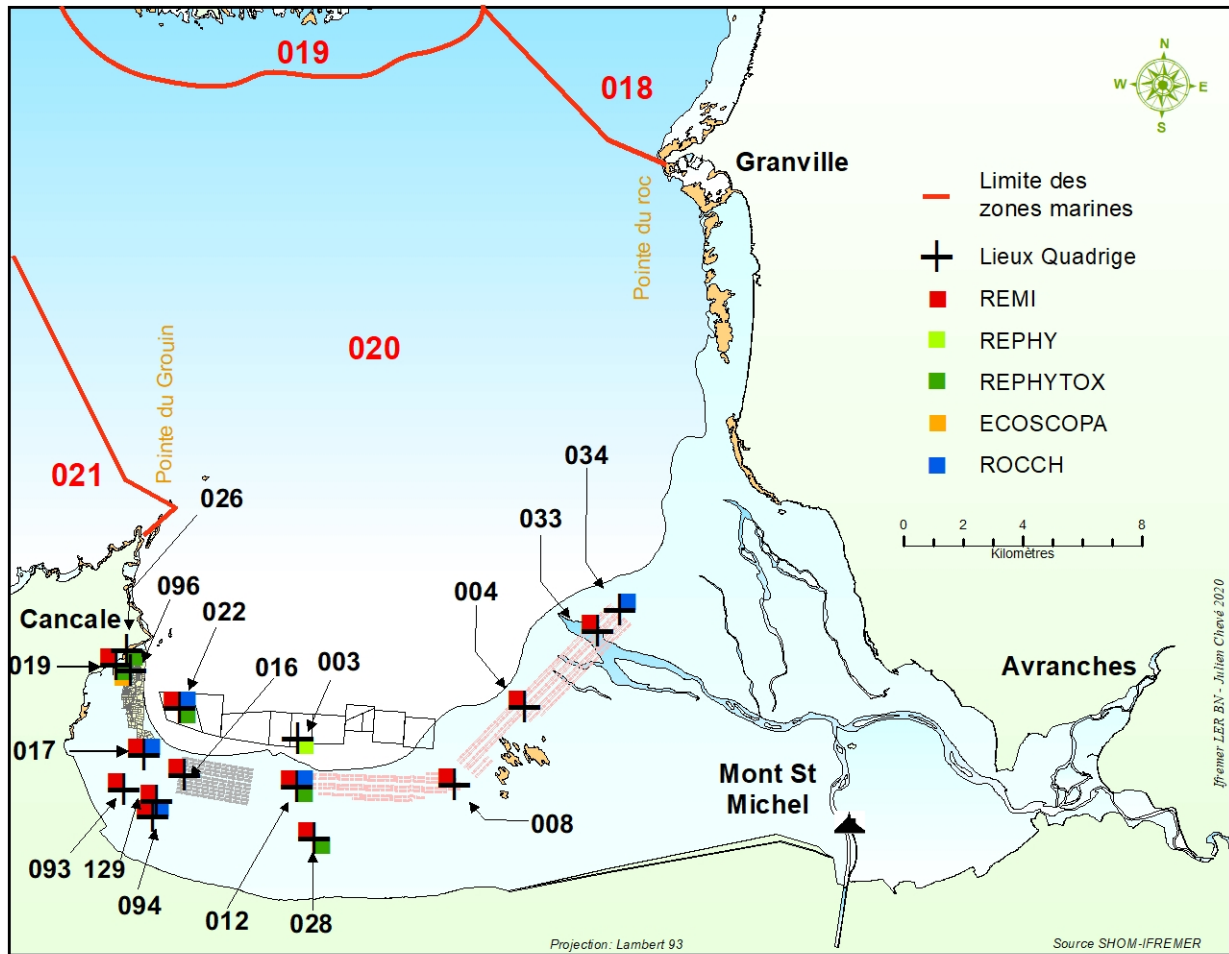 019
018
N
W
E
S
Granville
Pointe du roc
Limite des
zones marines
Lieux Quadrige
REMI
REPHY
REPHYTOX
ECOSCOPA
ROCCH
020
Pointe du Grouin
021
026
034
033
0 2 4 8
Kilomètres
096
004
Cancale
022
016
003
019
Avranches
017
Mont St
Michel
008
093
129
094
012
028
Ifremer LER BN - Julien Chevé 2020
Projection: Lambert 93
Source SHOM-IFREMER